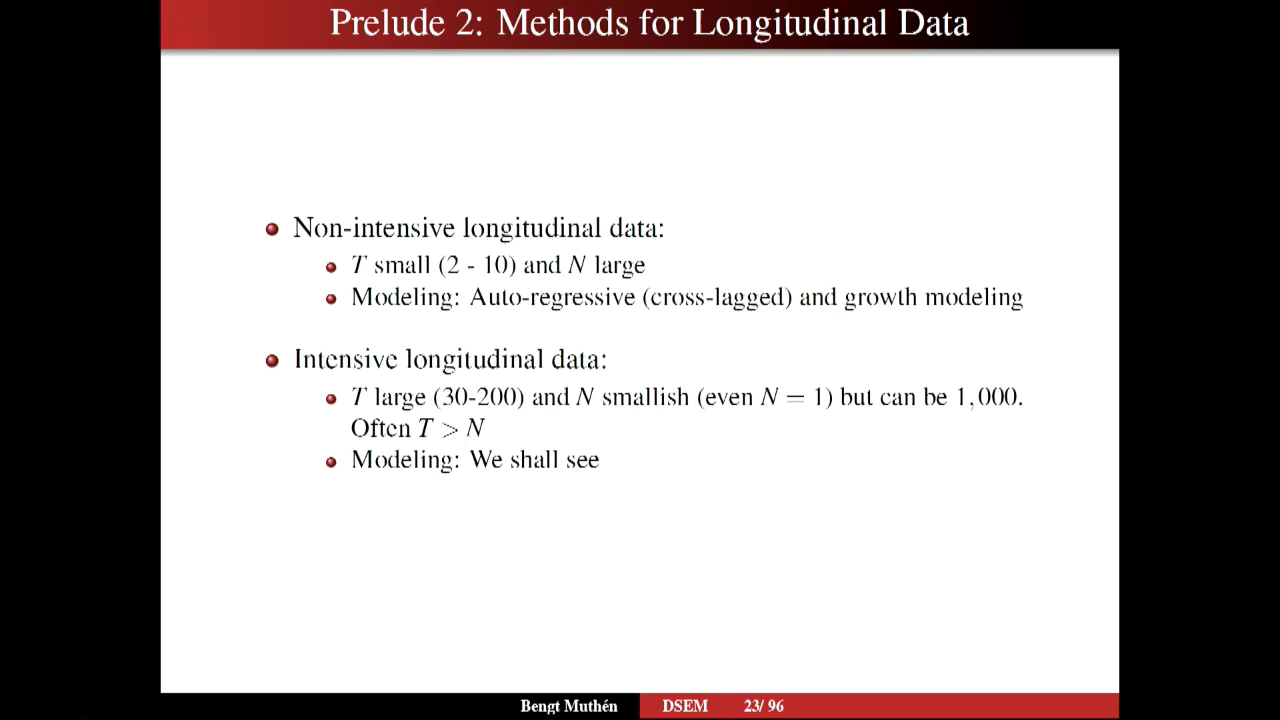 Prelude 2: Methods for Longitudinal Data
Non-intensive longitudinal data:
T small (2 - 10) and N large
Modeling: Auto-regressive (cross-lagged) and growth modeling
Intensive longitudinal data:
T large (30-200) and N smallish (even N = 1) but can be 1,000.
Often T > N
Modeling: We shall see
Bengt Muthén DSEM 23/ 96